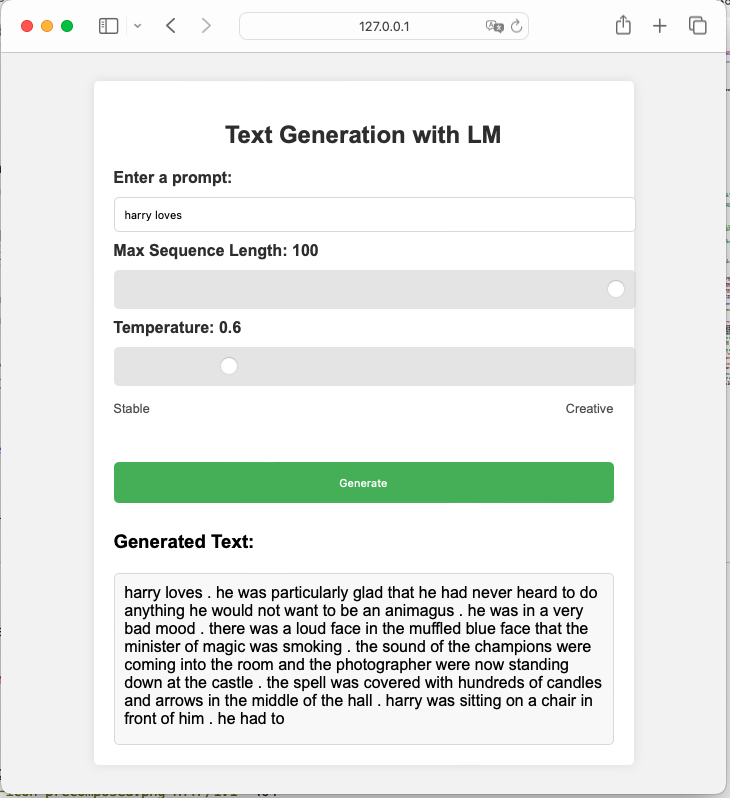 127.0.0.1
Text Generation with LM
Enter a prompt:
harry loves
Max Sequence Length: 100
Temperature: 0.6
Stable
Creative
Generate
Generated Text:
harry loves . he was particularly glad that he had never heard to do
anything he would not want to be an animagus . he was in a very
bad mood . there was a loud face in the muffled blue face that the
minister of magic was smoking . the sound of the champions were
coming into the room and the photographer were now standing
down at the castle . the spell was covered with hundreds of candles
and arrows in the middle of the hall . harry was sitting on a chair in
front of him . he had to